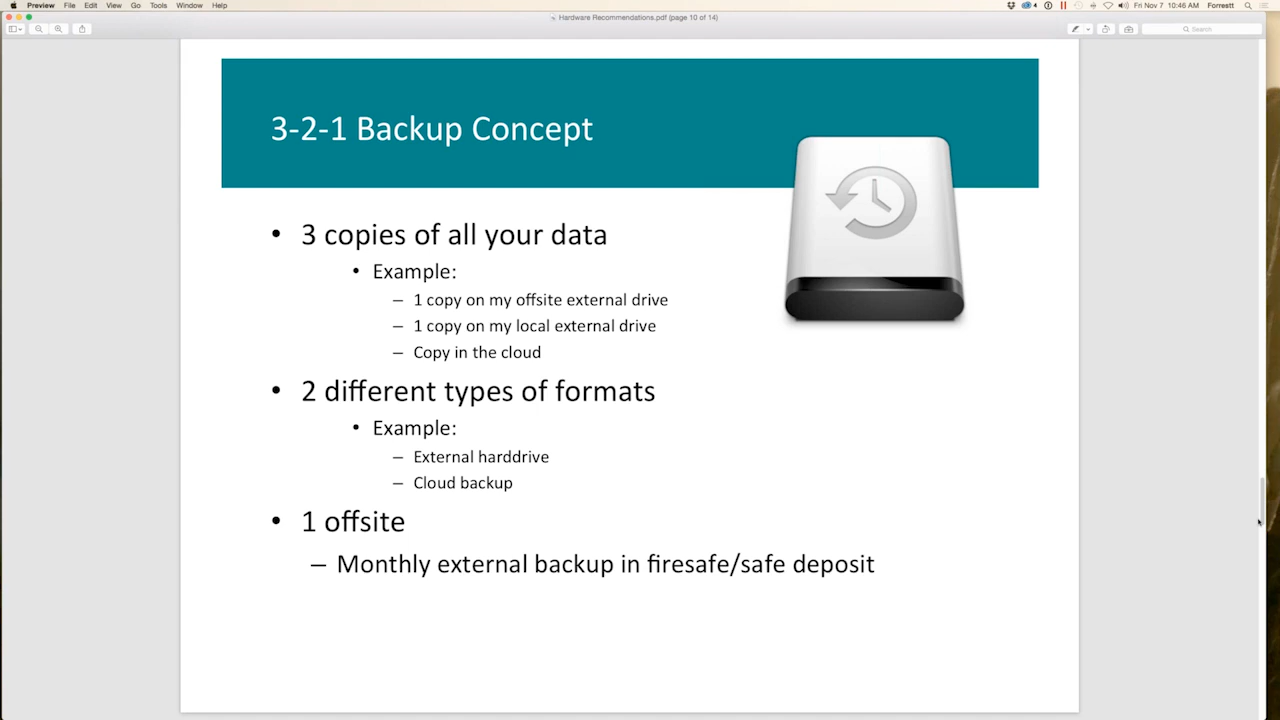 Preview File Edit View Go Tools Window Help
4
Fri Nov 7 10:46 AM Forrestt
Hardware Recommendations.pdf (page 10 of 14)
Search
3-2-1 Backup Concept
• 3 copies of all your data
• Example:
– 1 copy on my offsite external drive
– 1 copy on my local external drive
– Copy in the cloud
• 2 different types of formats
• Example:
– External harddrive
– Cloud backup
• 1 offsite
– Monthly external backup in firesafe/safe deposit